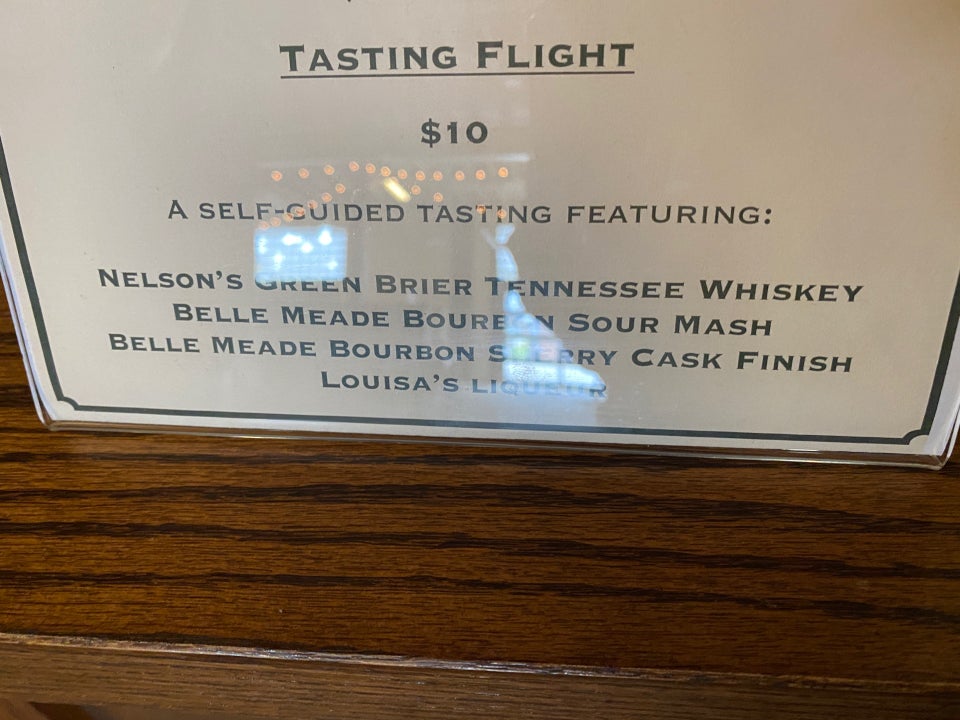 TASTING FLIGHT
$10
A SELF-GUIDED TASTING FEATURING:
NELSON'S GREEN BRIER TENNESSEE WHISKEY
BELLE MEADE BOURBON SOUR MASH
BELLE MEADE BOURBON SHERRY CASK FINISH
LOUISA'S LIQUEUR